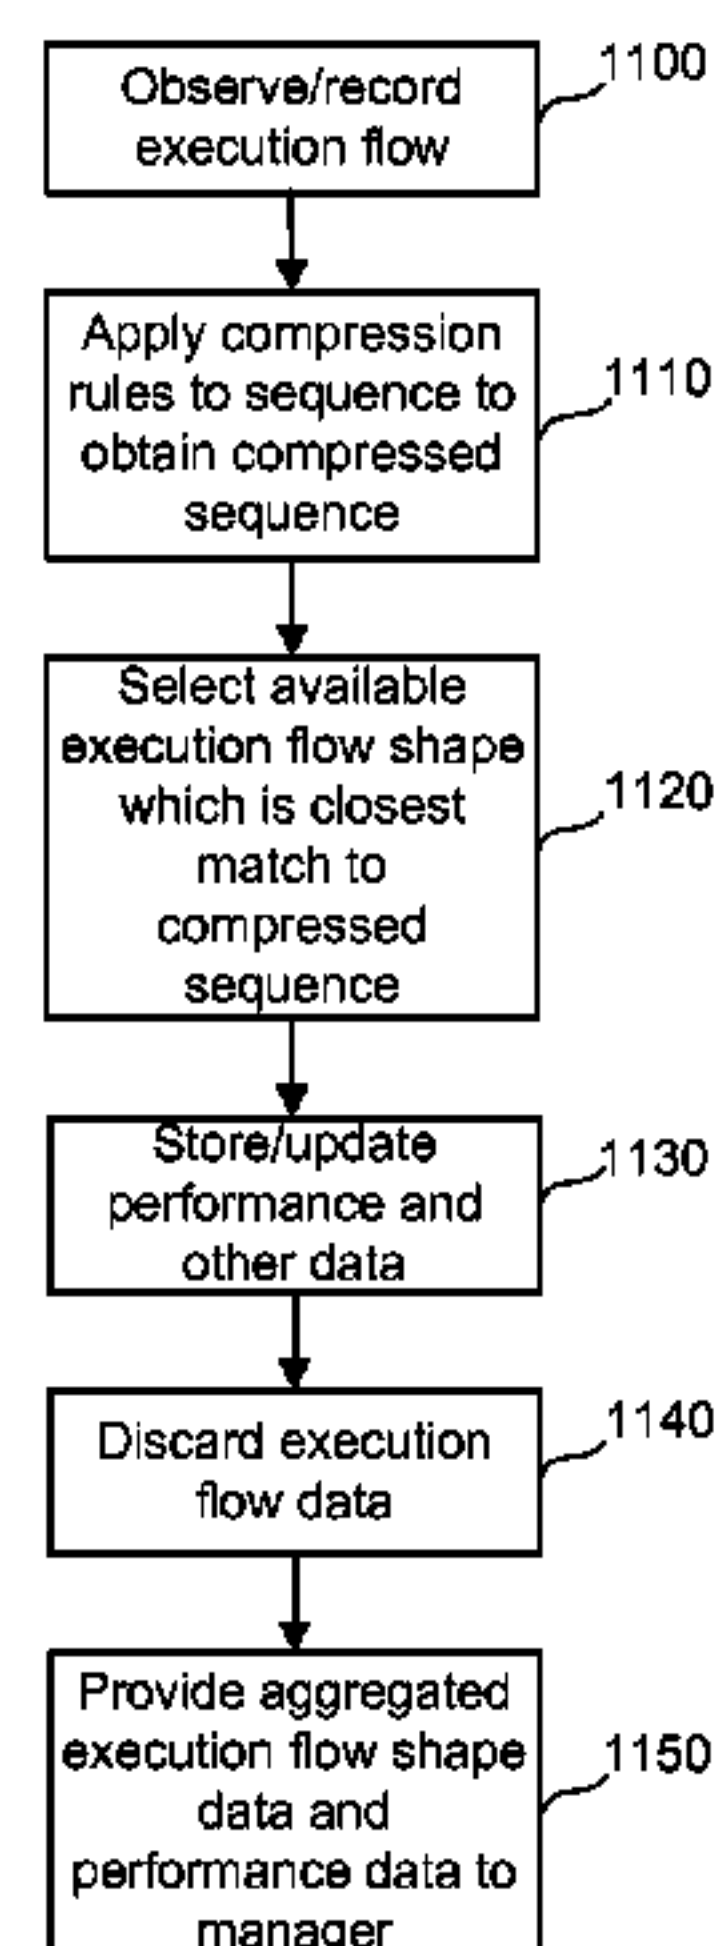 Observe/record
execution flow
1100
Apply compression
rules to sequence to
obtain compressed
sequence
1110
Select available
execution flow shape
which is closest
match to
compressed
sequence
1120
Store/update
performance and
other data
1130
Discard execution
flow data
1140
Provide aggregated
execution flow shape
data and
performance data to
manager
1150